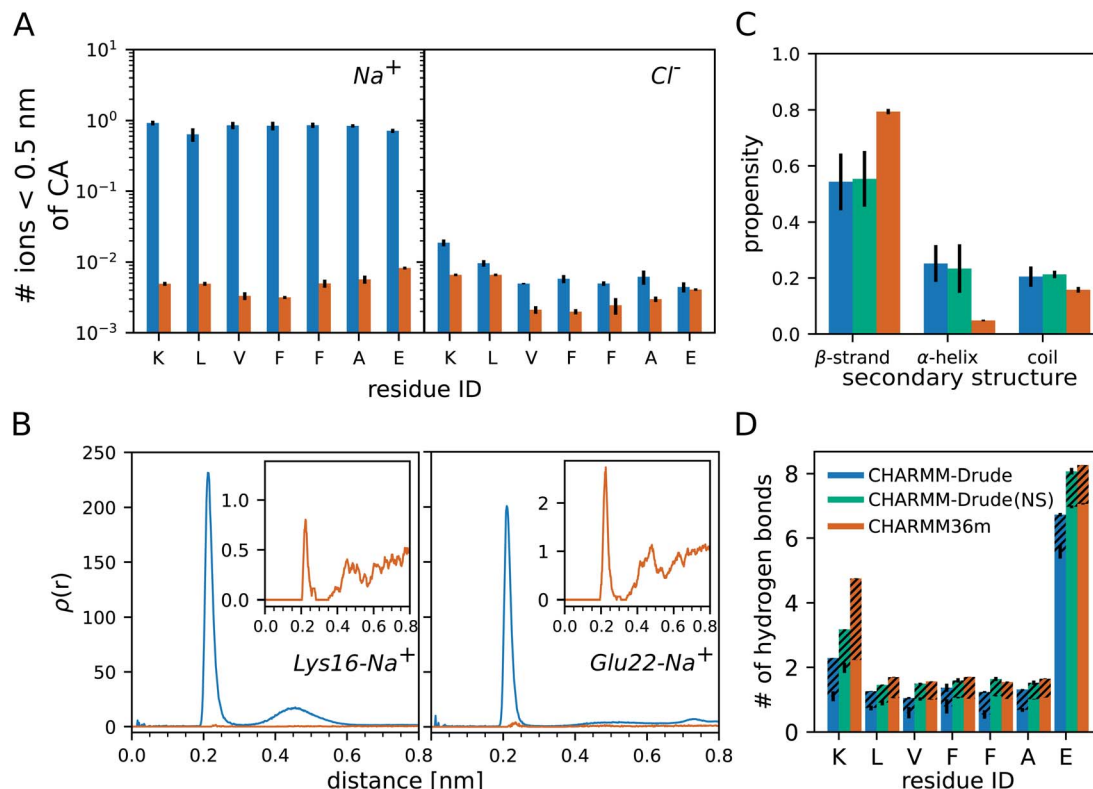 A
# ions < 0.5 nm
of CA
10¹
10⁰
10⁻¹
10⁻²
10⁻³
Na⁺
Cl⁻
K L V F F A E
K L V F F A E
residue ID
B
ρ(r)
250
200
150
100
50
0
1.0
0.5
0.0
0.0 0.2 0.4 0.6 0.8
Lys16-Na⁺
0.0 0.2 0.4 0.6 0.8
2
1
0
0.0 0.2 0.4 0.6 0.8
Glu22-Na⁺
0.2 0.4 0.6 0.8
distance [nm]
C
propensity
1.0
0.8
0.6
0.4
0.2
0.0
β-strand α-helix coil
secondary structure
D
# of hydrogen bonds
8
6
4
2
0
CHARMM-Drude
CHARMM-Drude(NS)
CHARMM36m
K L V F F A E
residue ID